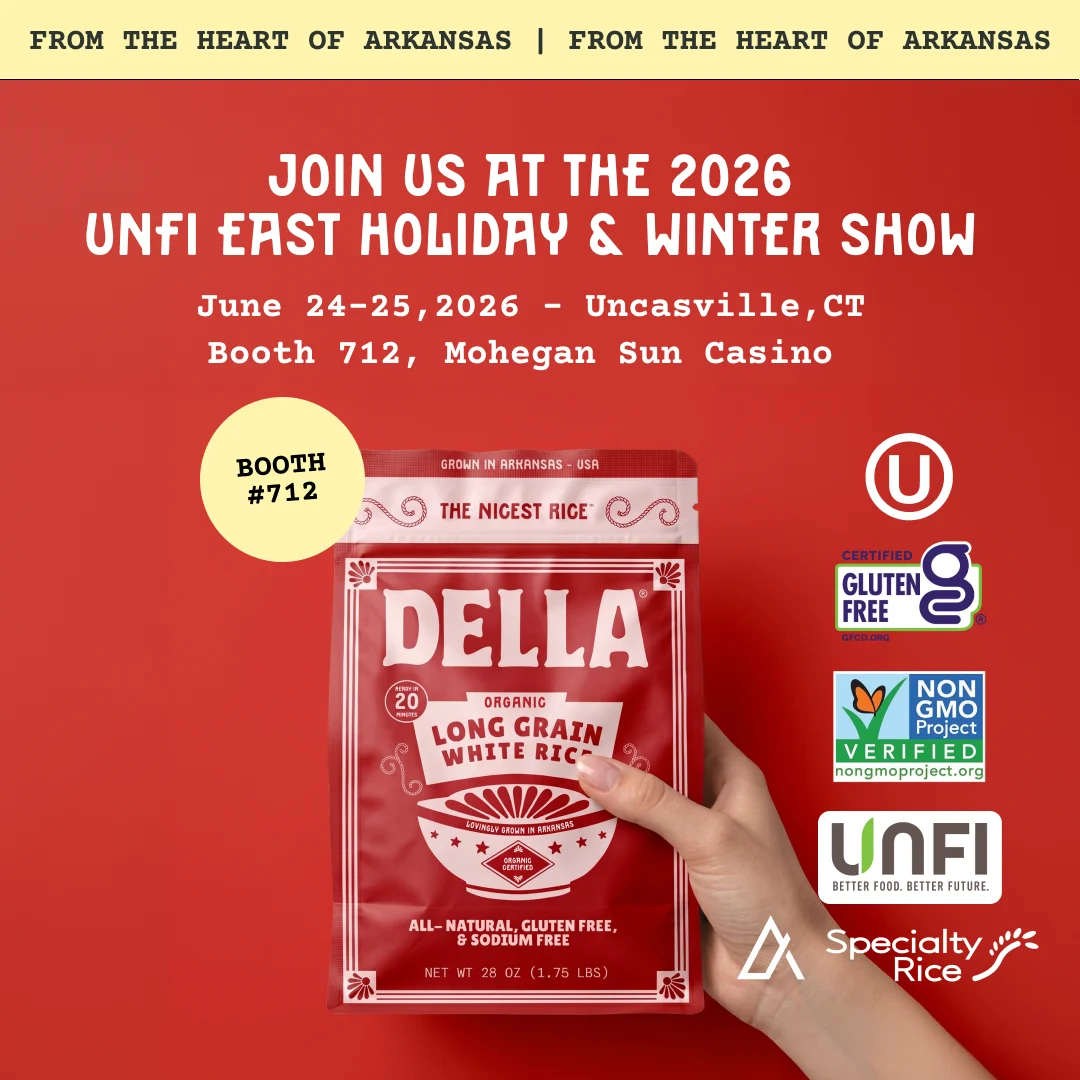 FROM THE HEART OF ARKANSAS | FROM THE HEART OF ARKANSAS
JOIN US AT THE 2026
UNFI EAST HOLIDAY & WINTER SHOW
June 24-25,2026 - Uncasville,CT
Booth 712, Mohegan Sun Casino
BOOTH
#712
GROWN IN ARKANSAS - USA
THE NICEST RICE™
DELLA®
READY IN
20
MINUTES
ORGANIC
LONG GRAIN
WHITE RICE
LOVINGLY GROWN IN ARKANSAS
ORGANIC
CERTIFIED
ALL- NATURAL, GLUTEN FREE,
& SODIUM FREE
NET WT 28 OZ (1.75 LBS)
U
CERTIFIED
GLUTEN
FREE
g®
GFCO.ORG
NON
GMO
Project
VERIFIED
nongmoproject.org
UNFI
BETTER FOOD. BETTER FUTURE.
Specialty
Rice